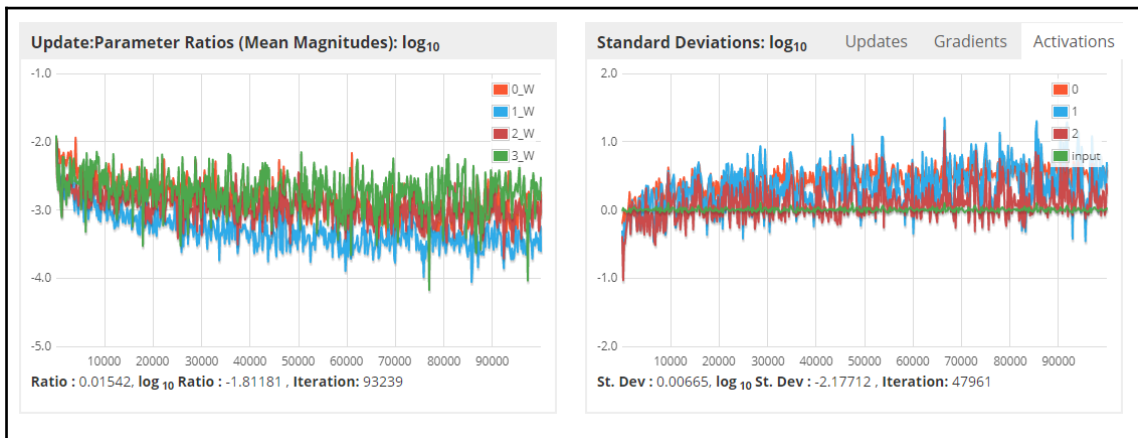 Update:Parameter Ratios (Mean Magnitudes): log10
-1.0
-2.0
-3.0
-4.0
-5.0
0_W
1_W
2_W
3_W
10000 20000 30000 40000 50000 60000 70000 80000 90000
Ratio : 0.01542, log 10 Ratio : -1.81181 , Iteration: 93239
Standard Deviations: log10 Updates Gradients Activations
2.0
1.0
0.0
-1.0
-2.0
0
1
2
input
10000 20000 30000 40000 50000 60000 70000 80000 90000
St. Dev : 0.00665, log 10 St. Dev : -2.17712 , Iteration: 47961